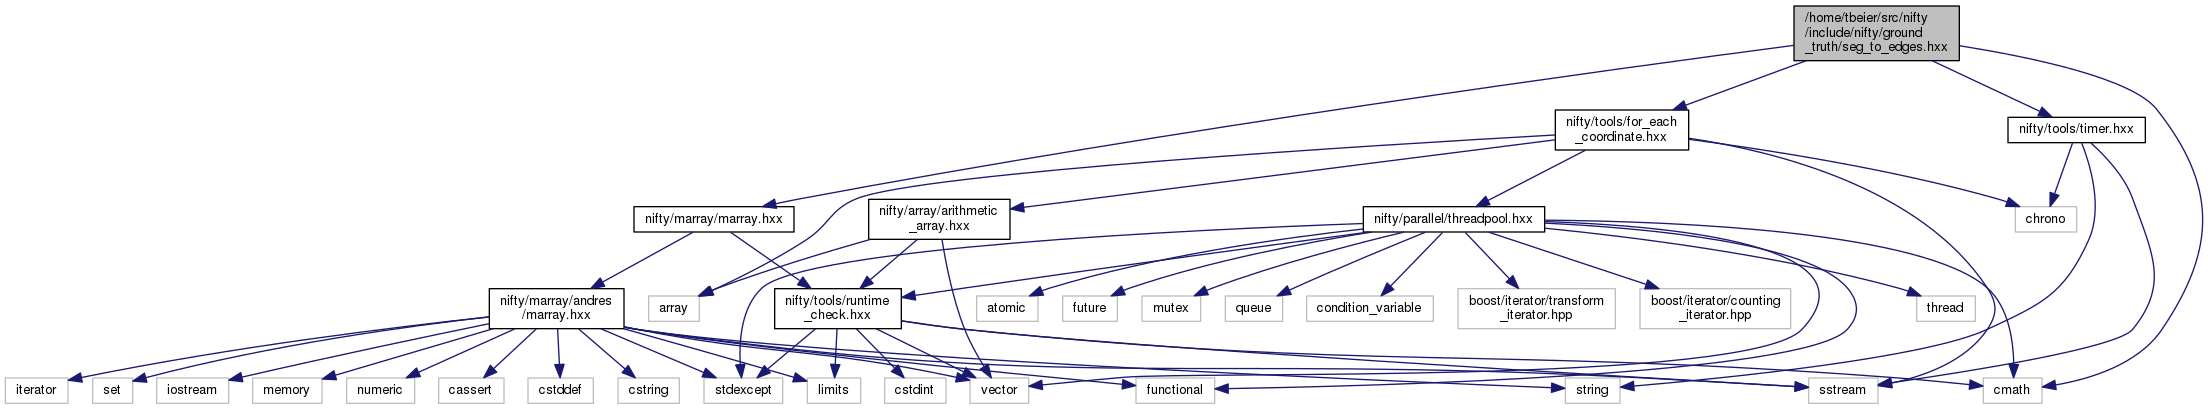 /home/tbeier/src/nifty
/include/nifty/ground
_truth/seg_to_edges.hxx
nifty/tools/for_each
_coordinate.hxx
nifty/tools/timer.hxx
nifty/marray/marray.hxx
nifty/array/arithmetic
_array.hxx
nifty/parallel/threadpool.hxx
chrono
nifty/marray/andres
/marray.hxx
array
nifty/tools/runtime
_check.hxx
atomic
future
mutex
queue
condition_variable
boost/iterator/transform
_iterator.hpp
boost/iterator/counting
_iterator.hpp
thread
iterator
set
iostream
memory
numeric
cassert
cstddef
cstring
stdexcept
limits
cstdint
vector
functional
string
sstream
cmath